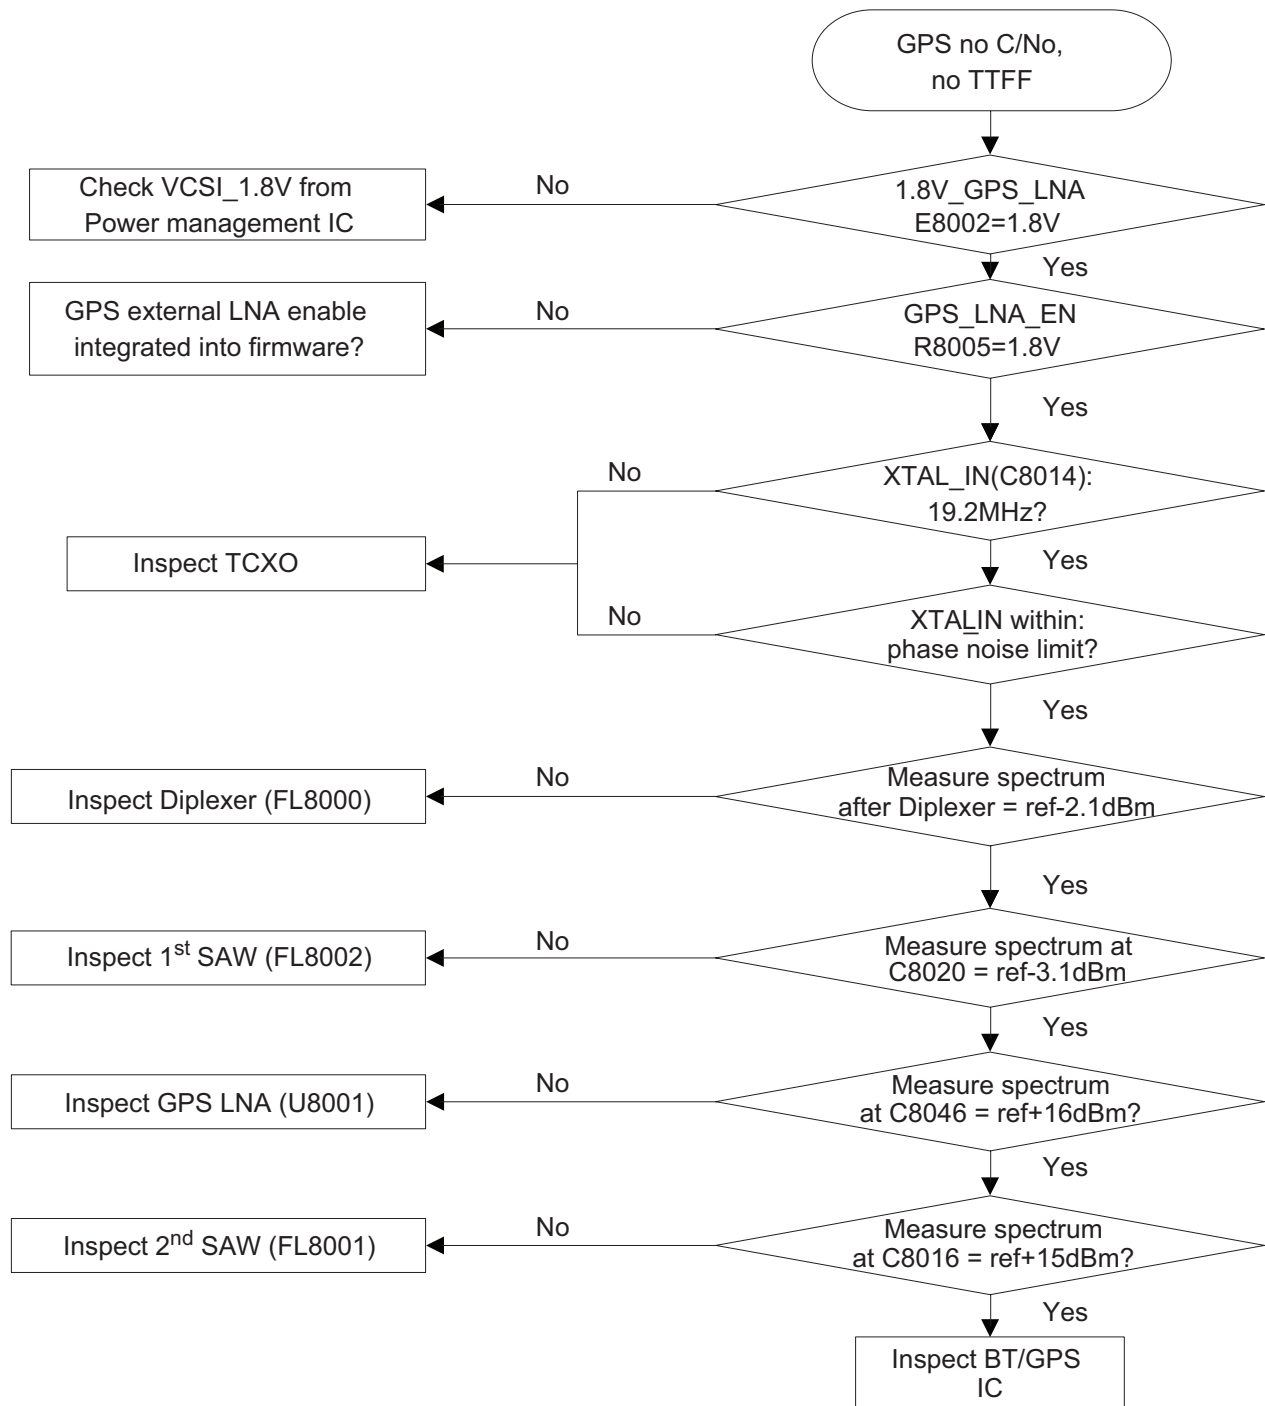 GPS no C/No,
no TTFF
Check VCSI_1.8V from
Power management IC
No
1.8V_GPS_LNA
E8002=1.8V
Yes
GPS external LNA enable
integrated into firmware?
No
GPS_LNA_EN
R8005=1.8V
Yes
No
XTAL_IN(C8014):
19.2MHz?
Inspect TCXO
Yes
No
XTAL_IN within:
phase noise limit?
Yes
Inspect Diplexer (FL8000)
No
Measure spectrum
after Diplexer = ref-2.1dBm
Yes
Inspect 1st SAW (FL8002)
No
Measure spectrum at
C8020 = ref-3.1dBm
Yes
Inspect GPS LNA (U8001)
No
Measure spectrum
at C8046 = ref+16dBm?
Yes
Inspect 2nd SAW (FL8001)
No
Measure spectrum
at C8016 = ref+15dBm?
Yes
Inspect BT/GPS
IC